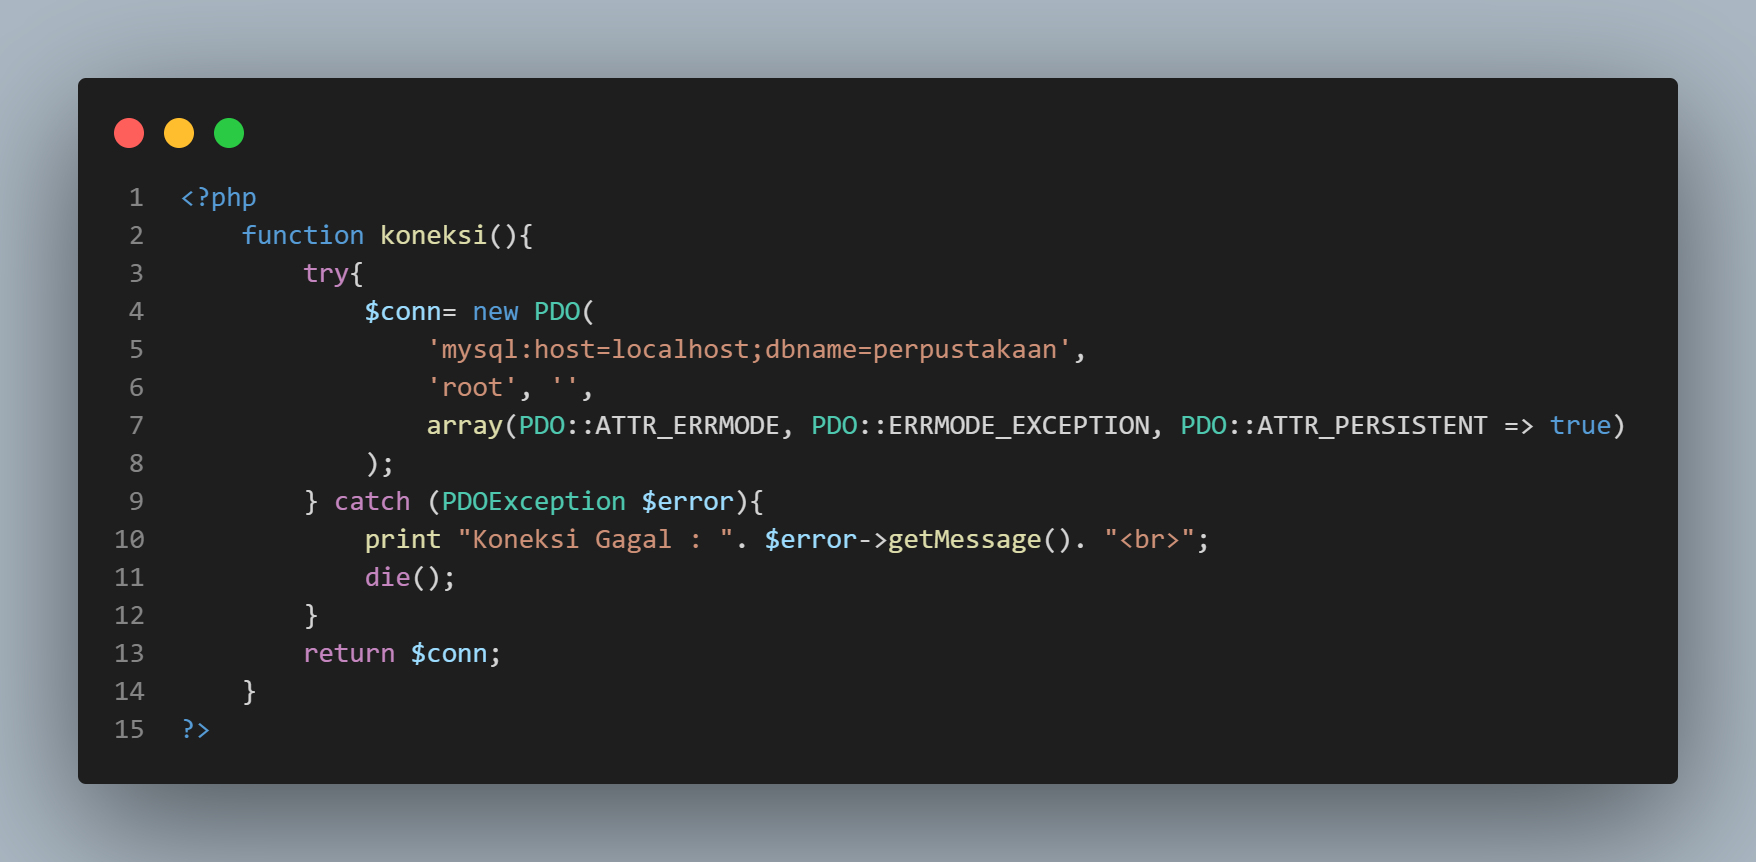 1 <?php
2     function koneksi(){
3         try{
4             $conn= new PDO(
5                 'mysql:host=localhost;dbname=perpustakaan',
6                 'root', '',
7                 array(PDO::ATTR_ERRMODE, PDO::ERRMODE_EXCEPTION, PDO::ATTR_PERSISTENT => true)
8             );
9         } catch (PDOException $error){
10             print "Koneksi Gagal : ". $error->getMessage(). "<br>";
11             die();
12         }
13         return $conn;
14     }
15 ?>